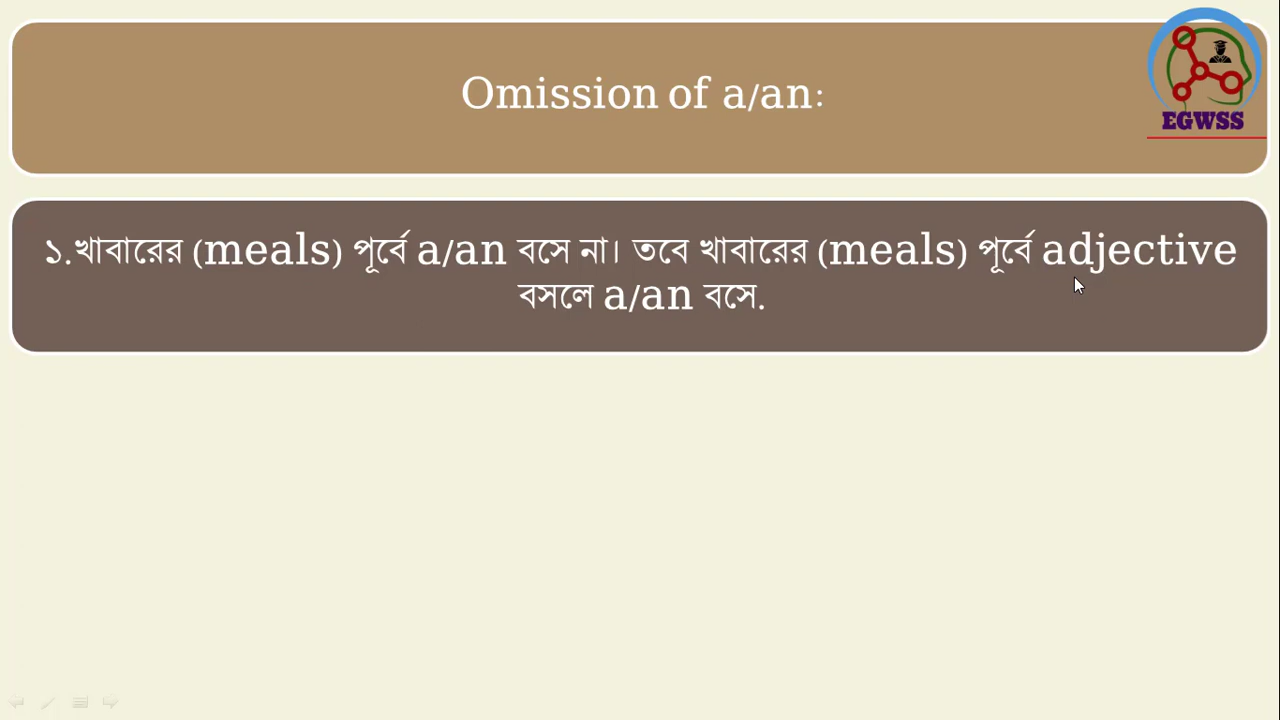 Omission of a/an:
EGWSS
১.খাবারের (meals) পূর্বে a/an বসে না। তবে খাবারের (meals) পূর্বে adjective
বসলে a/an বসে.